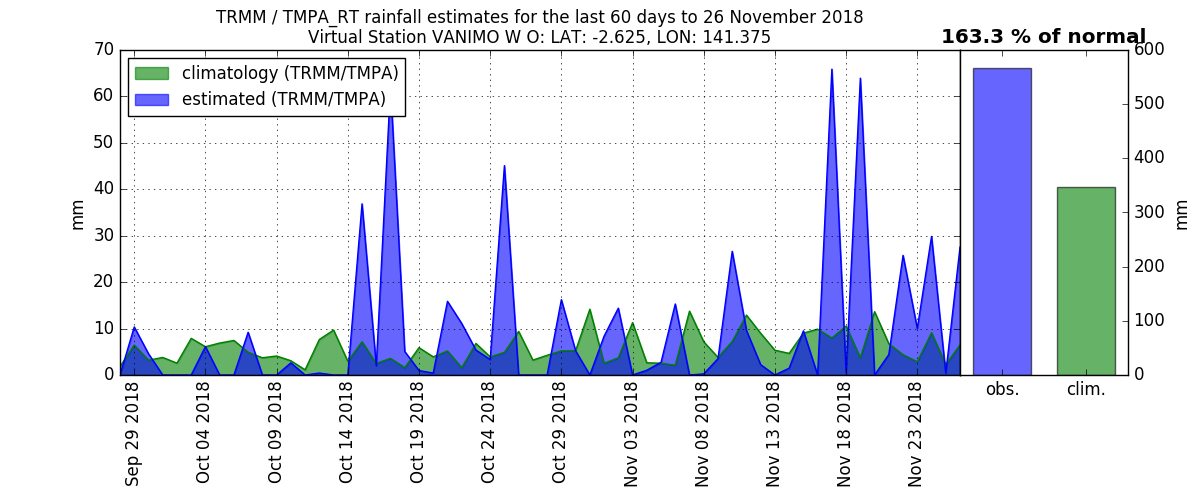 TRMM / TMPA_RT rainfall estimates for the last 60 days to 26 November 2018
Virtual Station VANIMO W O: LAT: -2.625, LON: 141.375
163.3 % of normal
climatology (TRMM/TMPA)
estimated (TRMM/TMPA)
70
60
50
40
30
20
10
0
mm
Sep 29 2018
Oct 04 2018
Oct 09 2018
Oct 14 2018
Oct 19 2018
Oct 24 2018
Oct 29 2018
Nov 03 2018
Nov 08 2018
Nov 13 2018
Nov 18 2018
Nov 23 2018
obs.
clim.
600
500
400
300
200
100
0
mm